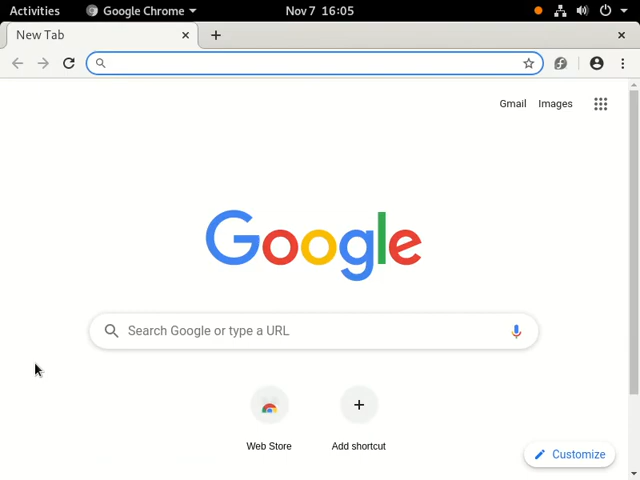 Activities
Google Chrome
Nov 7 16:05
New Tab
Gmail
Images
Google
Search Google or type a URL
Web Store
Add shortcut
Customize